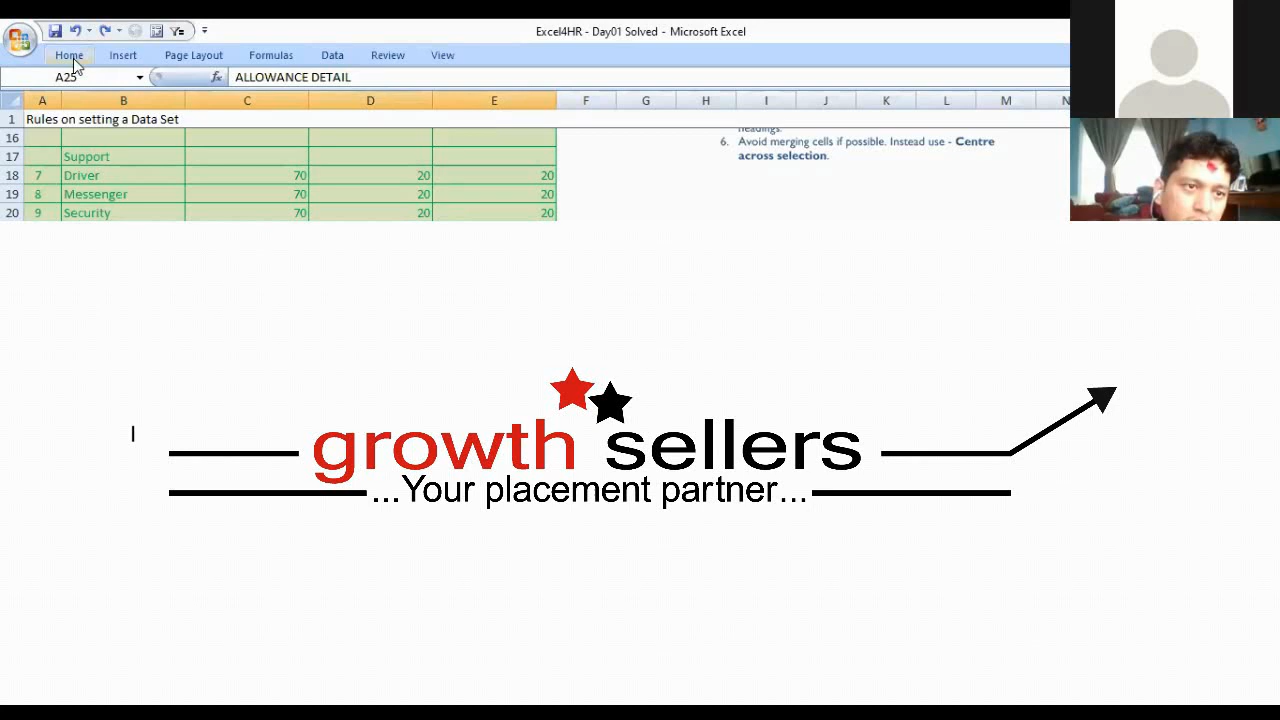 Excel4HR - Day01 Solved - Microsoft Excel
Home Insert Page Layout Formulas Data Review View
A25 fx ALLOWANCE DETAIL
A B C D E F G H I J K L M N
1 Rules on setting a Data Set
16
headings.
6. Avoid merging cells if possible. Instead use - Centre
across selection.
17 Support
18 7 Driver 70 20 20
19 8 Messenger 70 20 20
20 9 Security 70 20 20
growth sellers
...Your placement partner...